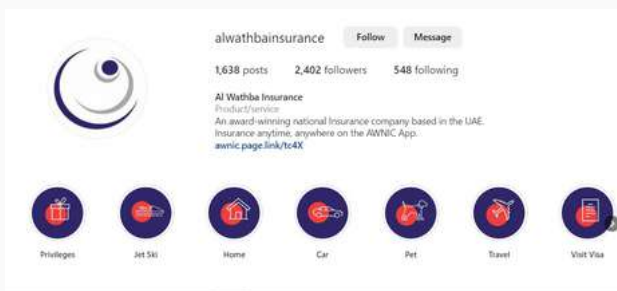 alwathbainsurance Follow Message
1,638 posts 2,402 followers 548 following
Al Wathba Insurance
Product/service
An award-winning national Insurance company based in the UAE.
Insurance anytime, anywhere on the AWNIC App.
awnic.page.link/tc4X
Privileges Jet Ski Home Car Pet Travel Visit Visa